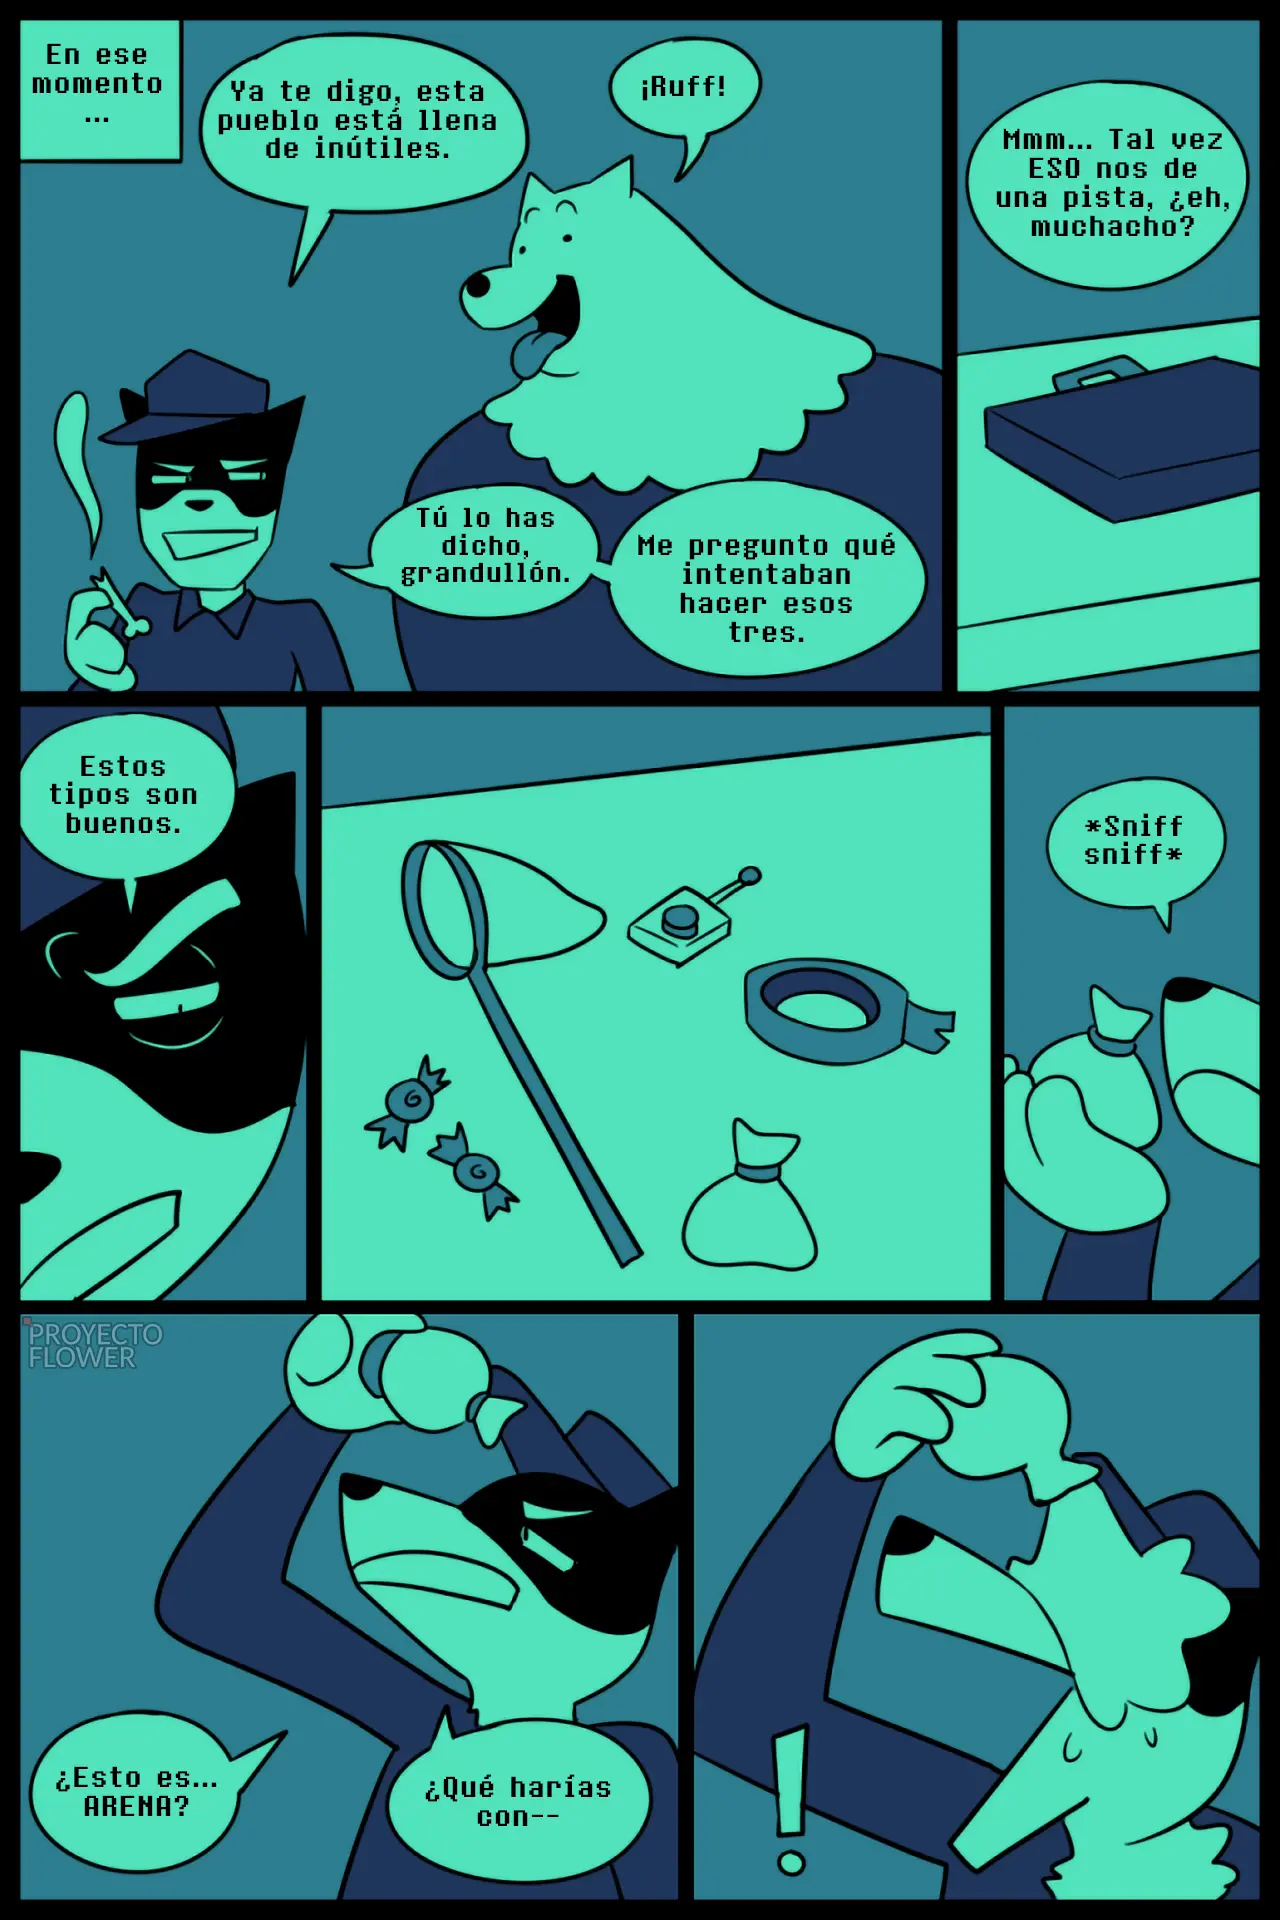 En ese
momento
...
Ya te digo, esta
pueblo está llena
de inútiles.
¡Ruff!
Tú lo has
dicho,
grandullón.
Me pregunto qué
intentaban
hacer esos
tres.
Mmm... Tal vez
ESO nos de
una pista, ¿eh,
muchacho?
Estos
tipos son
buenos.
*Sniff
sniff*
PROYECTO
FLOWER
¿Esto es...
ARENA?
¿Qué harías
con--
!